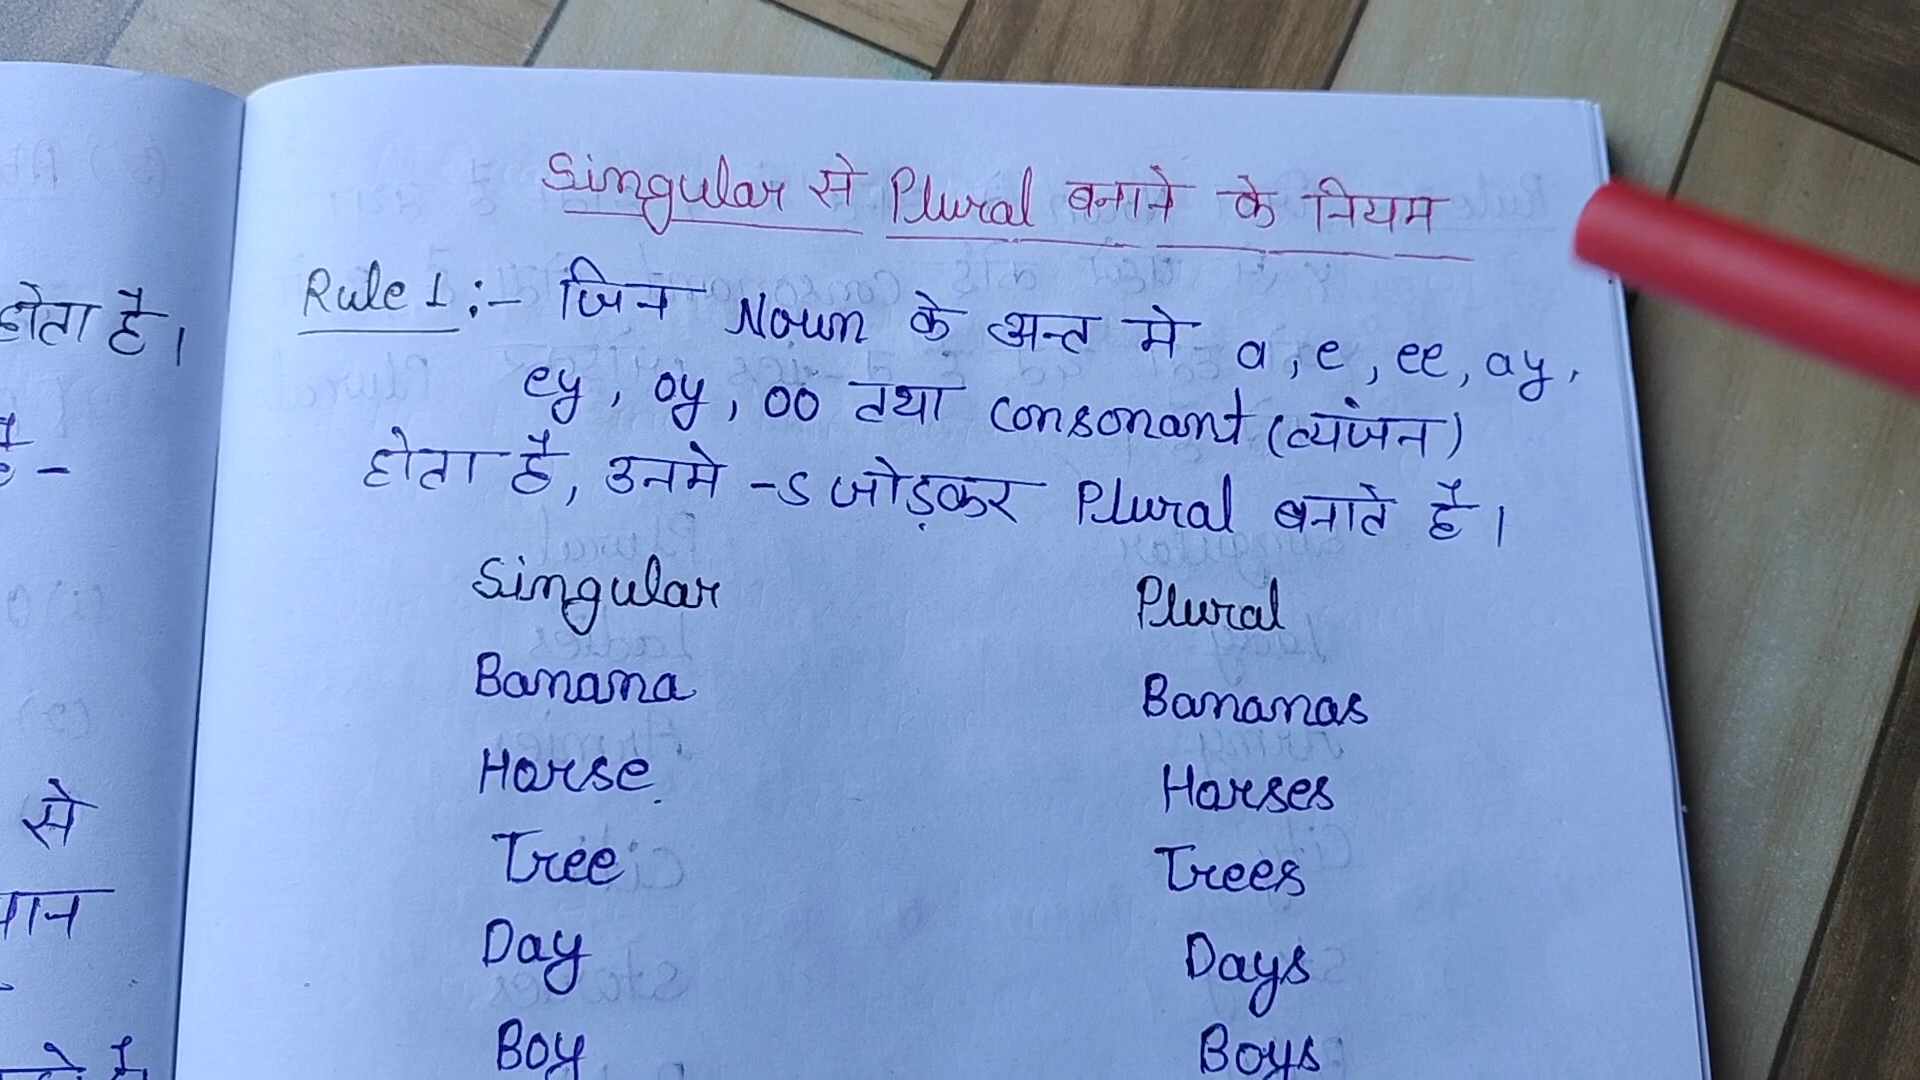 होता है।
से
Singular से Plural बनाने के नियम
Rule 1:- जिन Noun के अन्त मे a, e, ee, ay,
ey, oy, oo तथा consonant (व्यंजन)
होता है, उनमे -s जोड़कर Plural बनाते है।
Singular Plural
Banana Bananas
Horse Horses
Tree Trees
Day Days
Boy Boys